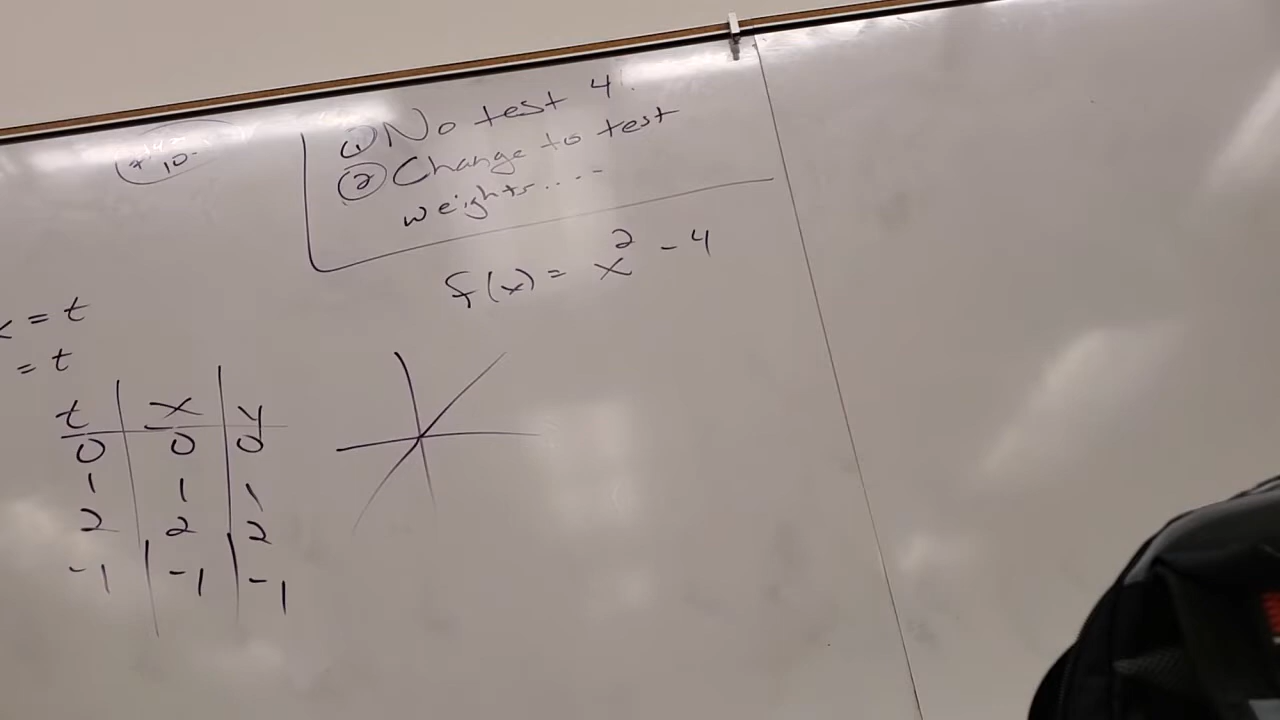 ① No test 4.
② Change to test
weights....
f(x) = x² - 4
= t
= t
t x y
0 0 0
1 1 1
2 2 2
-1 -1 -1